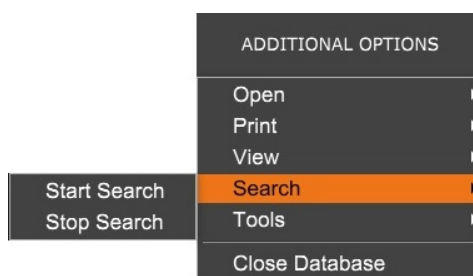 ADDITIONAL OPTIONS
Open
Print
View
Search
Start Search
Stop Search
Tools
Close Database